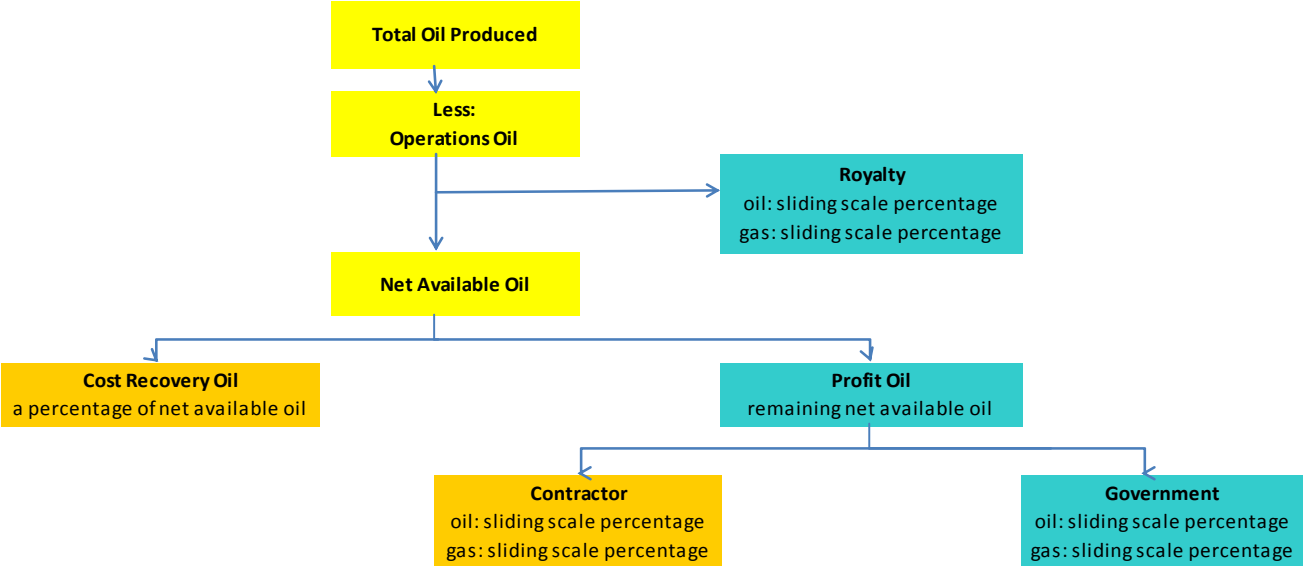 Total Oil Produced
Less:
Operations Oil
Royalty
oil: sliding scale percentage
gas: sliding scale percentage
Net Available Oil
Cost Recovery Oil
a percentage of net available oil
Profit Oil
remaining net available oil
Contractor
oil: sliding scale percentage
gas: sliding scale percentage
Government
oil: sliding scale percentage
gas: sliding scale percentage